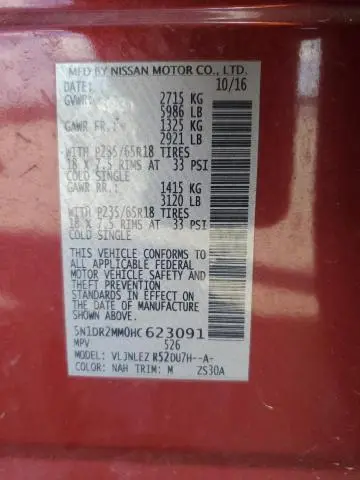 MFD BY NISSAN MOTOR CO., LTD.
DATE: 10/16
GVWR: 2715 KG
5986 LB
GAWR FR.: 1325 KG
2921 LB
WITH P235/65R18 TIRES
18 X 7.5 RIMS AT 33 PSI
COLD SINGLE
GAWR RR.: 1415 KG
3120 LB
WITH P235/65R18 TIRES
18 X 7.5 RIMS AT 33 PSI
COLD SINGLE
THIS VEHICLE CONFORMS TO
ALL APPLICABLE FEDERAL
MOTOR VEHICLE SAFETY
AND THEFT PREVENTION
STANDARDS IN EFFECT ON
THE DATE OF MANUFACTURE
SHOWN ABOVE.
5N1DR2MM0HC623091
MPV 526
MODEL: VLJNLEZ R52DU7H--A-
COLOR: NAH TRIM: M ZS30A